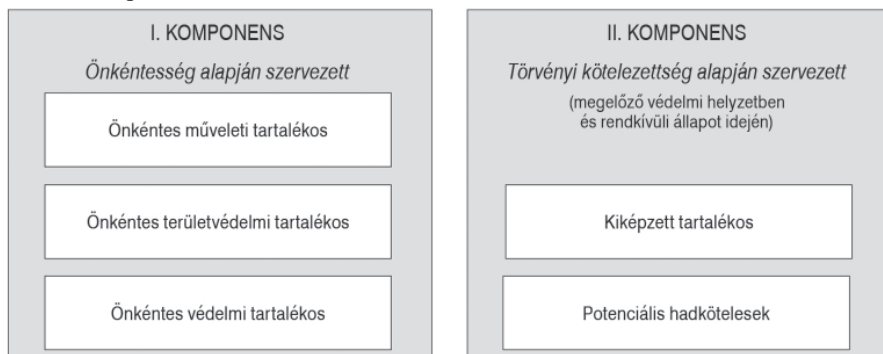 I. KOMPONENS
Önkéntesség alapján szervezett
Önkéntes műveleti tartalékos
Önkéntes területvédelmi tartalékos
Önkéntes védelmi tartalékos
II. KOMPONENS
Törvényi kötelezettség alapján szervezett
(megelőző védelmi helyzetben
és rendkívüli állapot idején)
Kiképzett tartalékos
Potenciális hadkötelesek